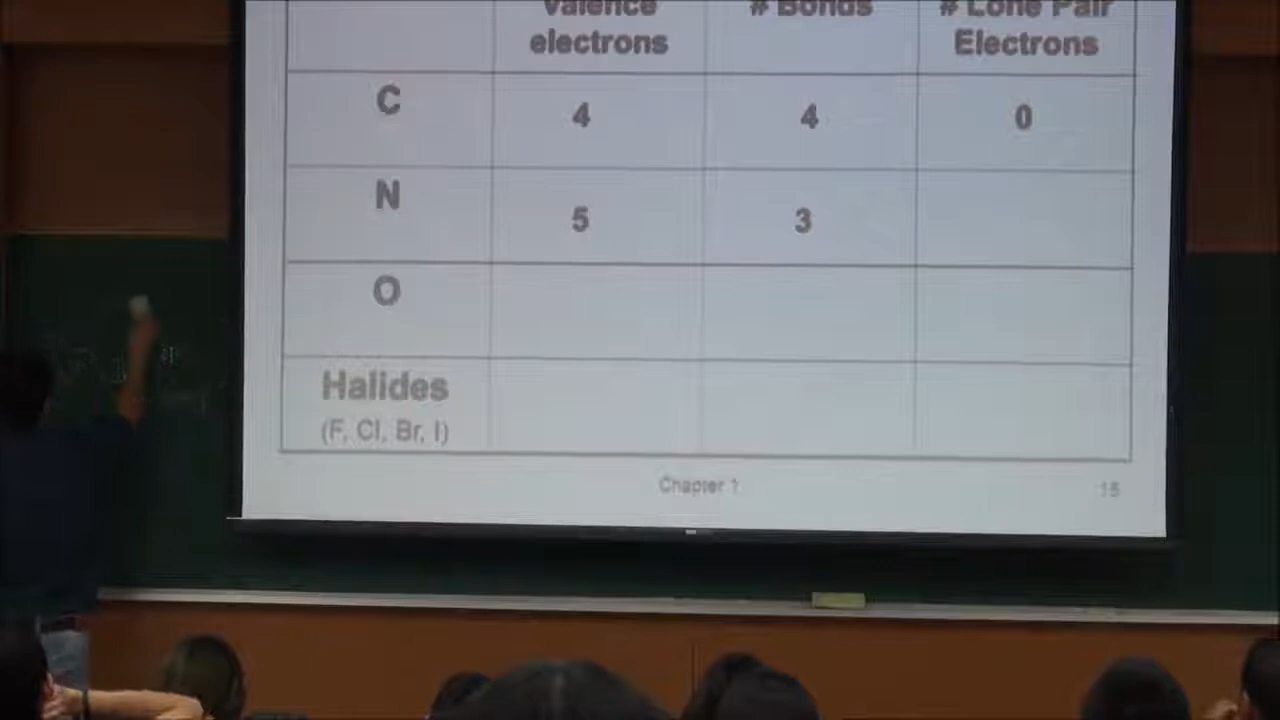 Valence # Bonds # Lone Pair
electrons Electrons
C 4 4 0
N 5 3
O
Halides
(F, Cl, Br, I)
Chapter 1 15